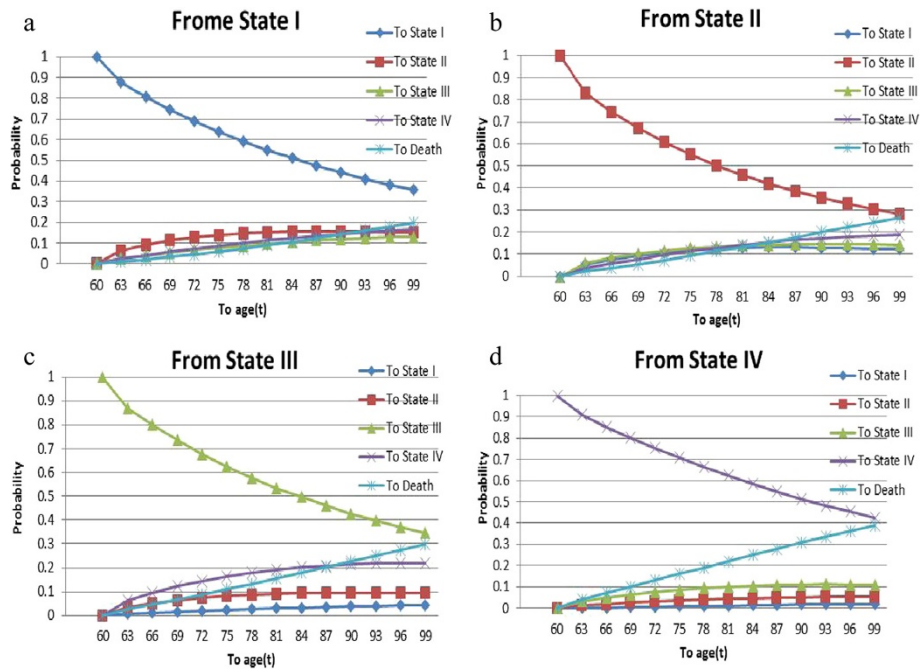 a
Frome State I
To State I
To State II
To State III
To State IV
To Death
Probability
1
0.9
0.8
0.7
0.6
0.5
0.4
0.3
0.2
0.1
0
60 63 66 69 72 75 78 81 84 87 90 93 96 99
To age(t)
b
From State II
To State I
To State II
To State III
To State IV
To Death
Probability
1
0.9
0.8
0.7
0.6
0.5
0.4
0.3
0.2
0.1
0
60 63 66 69 72 75 78 81 84 87 90 93 96 99
To age(t)
c
From State III
To State I
To State II
To State III
To State IV
To Death
Probability
1
0.9
0.8
0.7
0.6
0.5
0.4
0.3
0.2
0.1
0
60 63 66 69 72 75 78 81 84 87 90 93 96 99
To age(t)
d
From State IV
To State I
To State II
To State III
To State IV
To Death
Probability
1
0.9
0.8
0.7
0.6
0.5
0.4
0.3
0.2
0.1
0
60 63 66 69 72 75 78 81 84 87 90 93 96 99
To age(t)